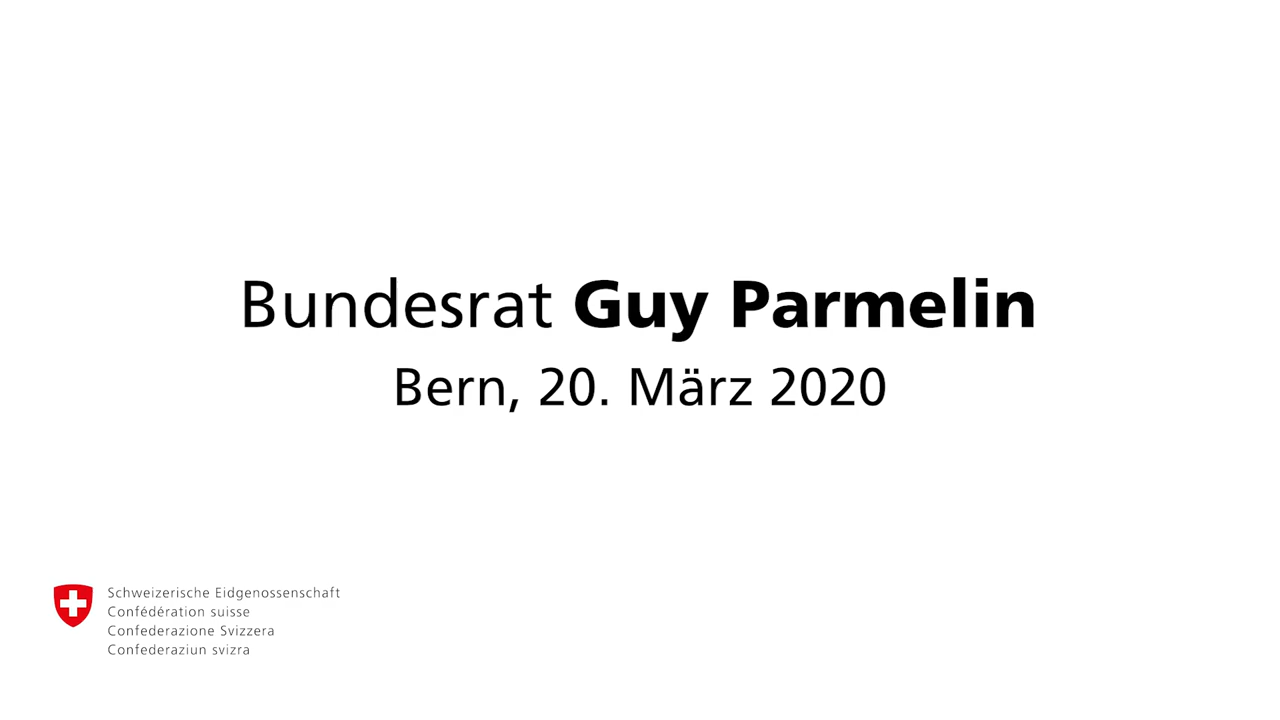 Bundesrat Guy Parmelin
Bern, 20. März 2020
Schweizerische Eidgenossenschaft
Confédération suisse
Confederazione Svizzera
Confederaziun svizra